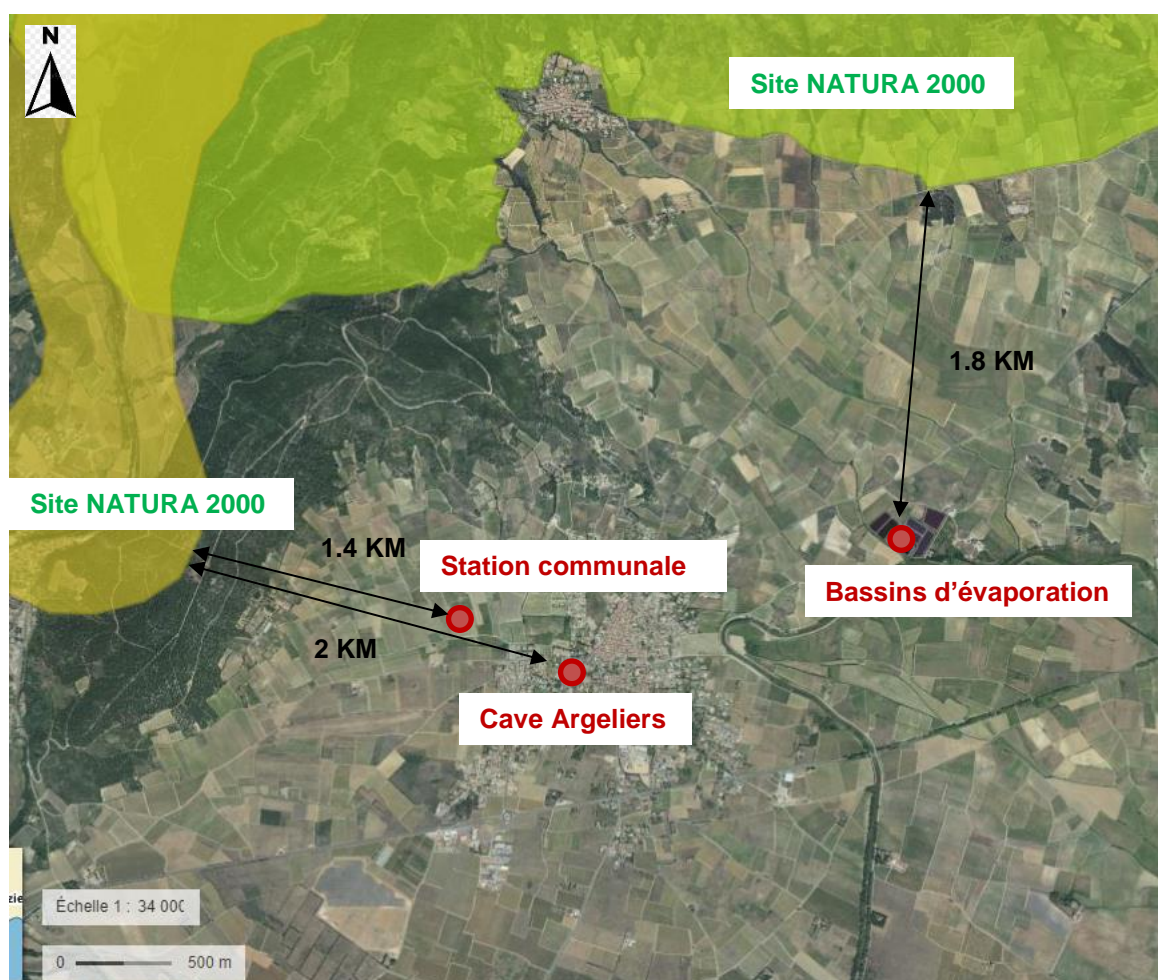 N
Site NATURA 2000
1.8 KM
Site NATURA 2000
1.4 KM
Station communale
Bassins d'évaporation
2 KM
Cave Argeliers
Échelle 1 : 34 000
0 500 m